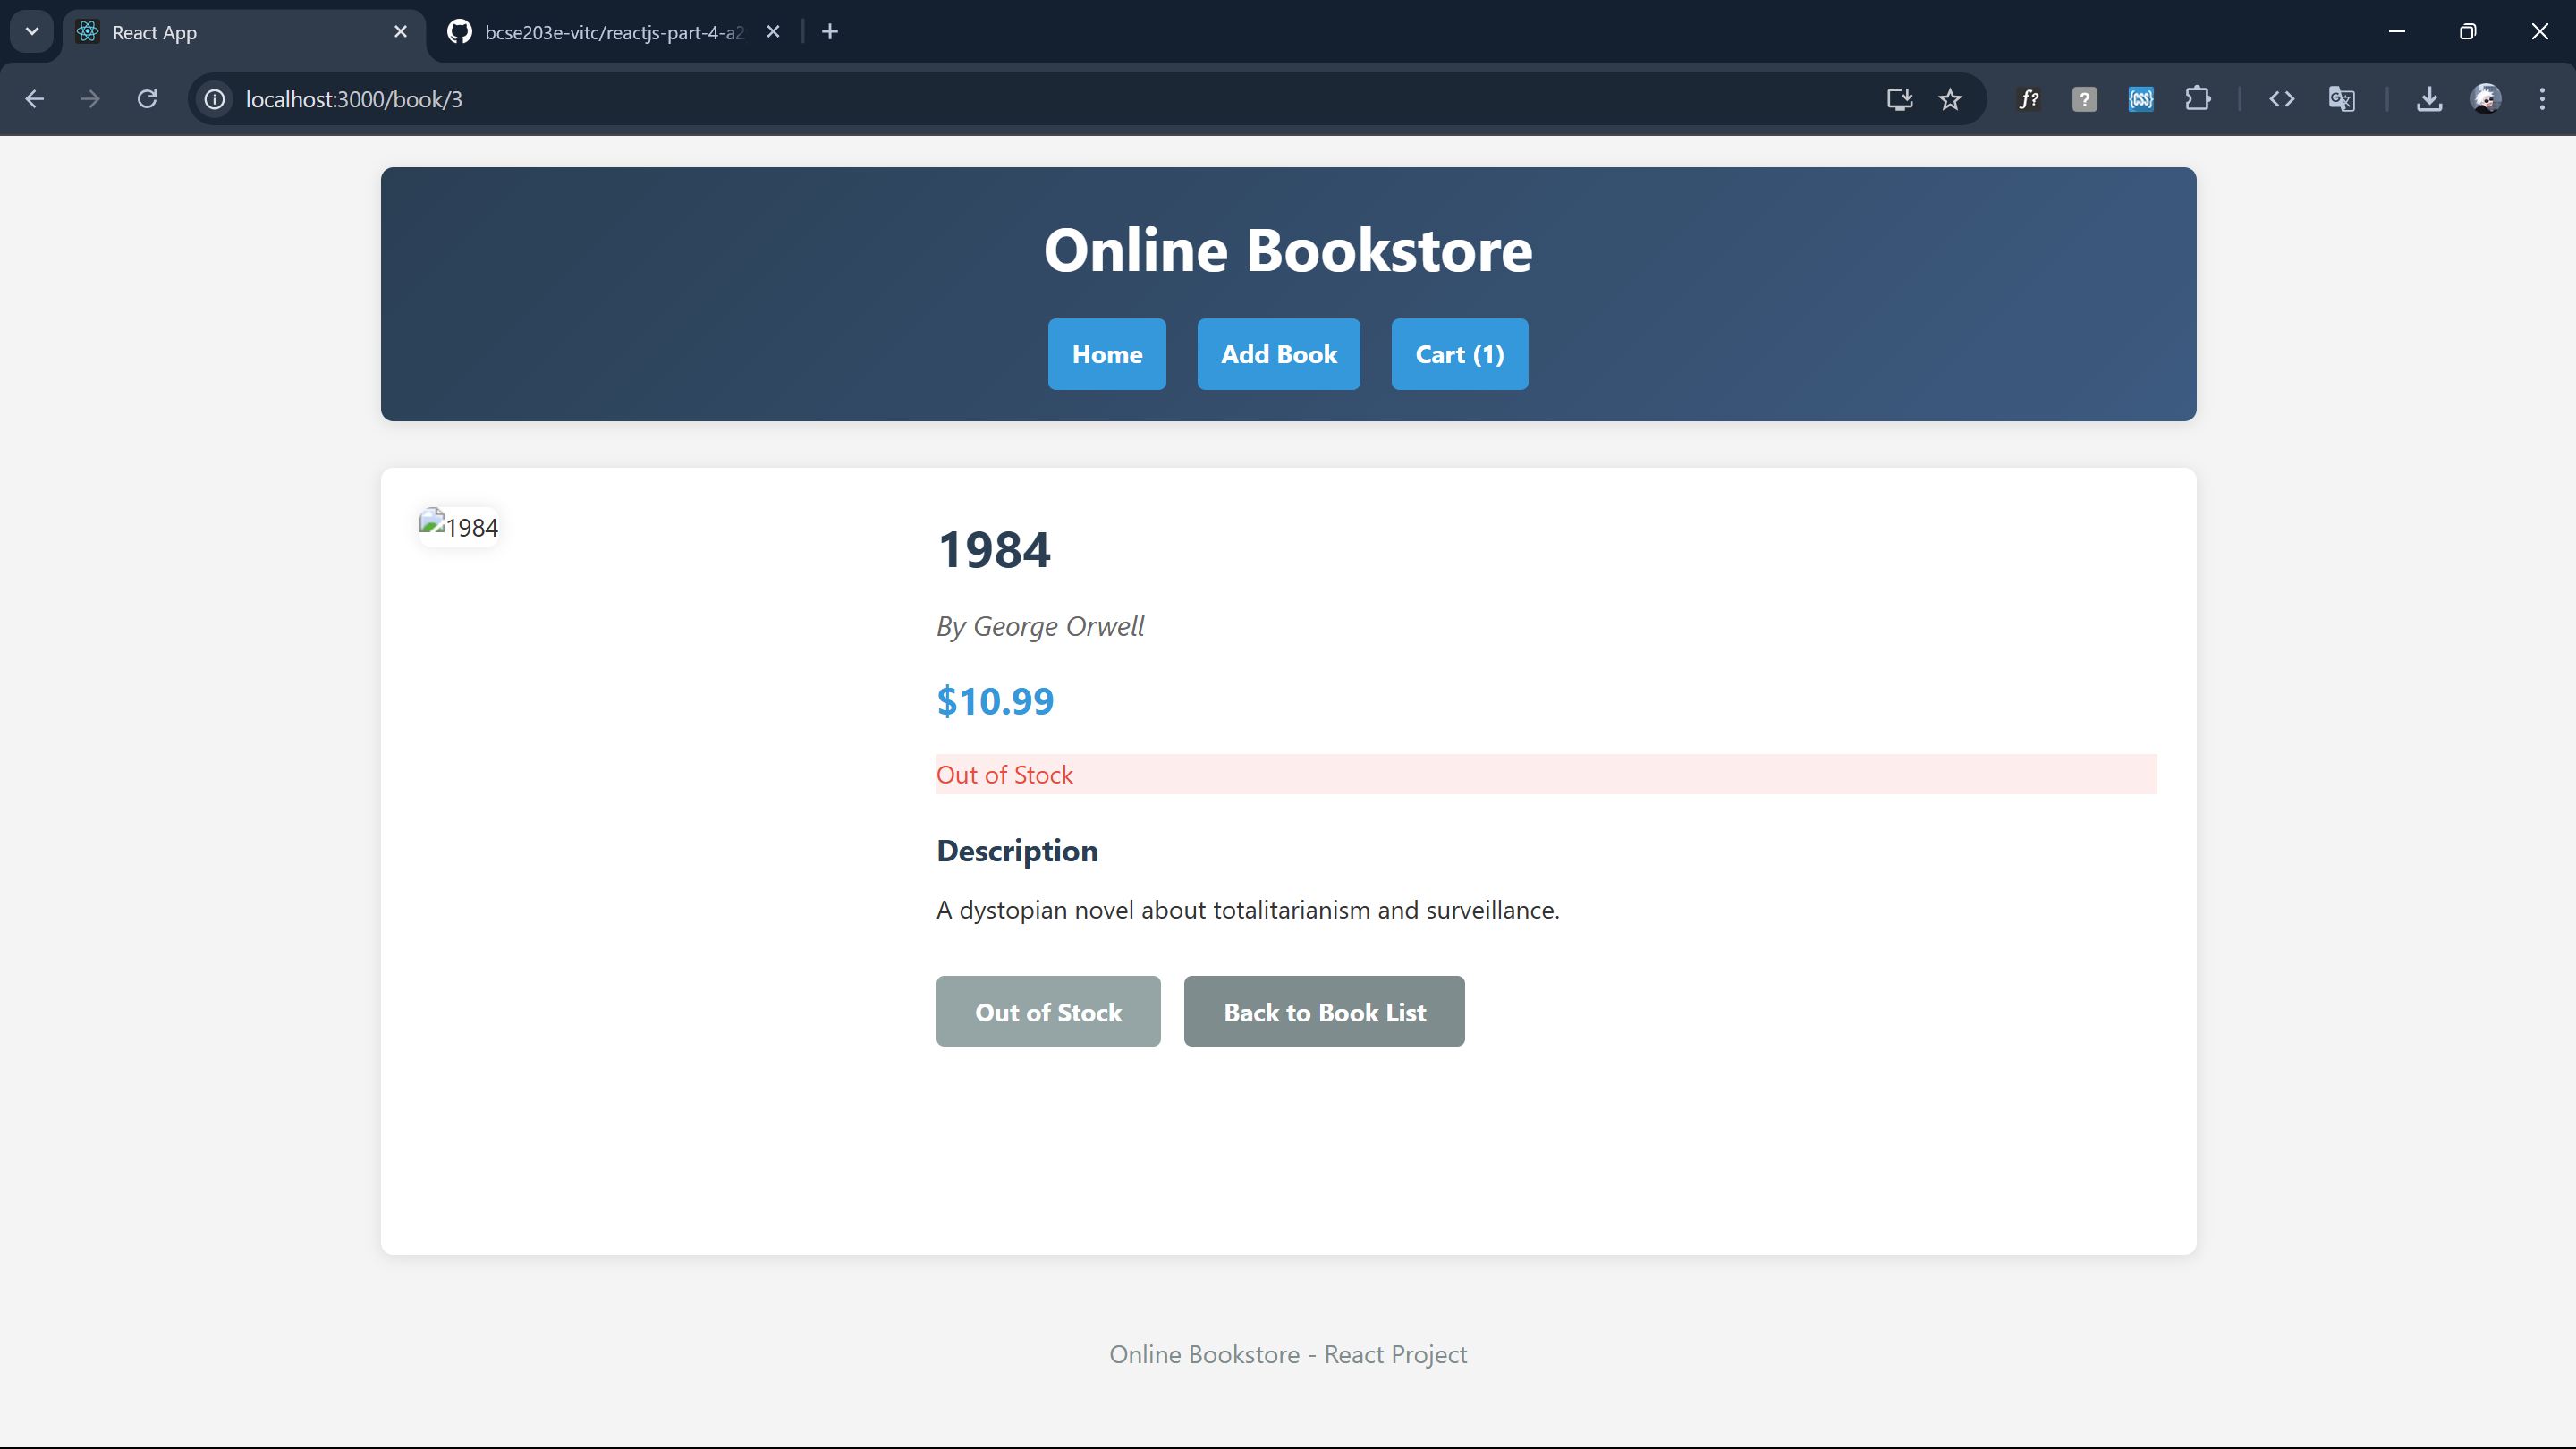 React App
bcse203e-vitc/reactjs-part-4-a2
localhost:3000/book/3
Online Bookstore
Home
Add Book
Cart (1)
1984
1984
By George Orwell
$10.99
Out of Stock
Description
A dystopian novel about totalitarianism and surveillance.
Out of Stock
Back to Book List
Online Bookstore - React Project